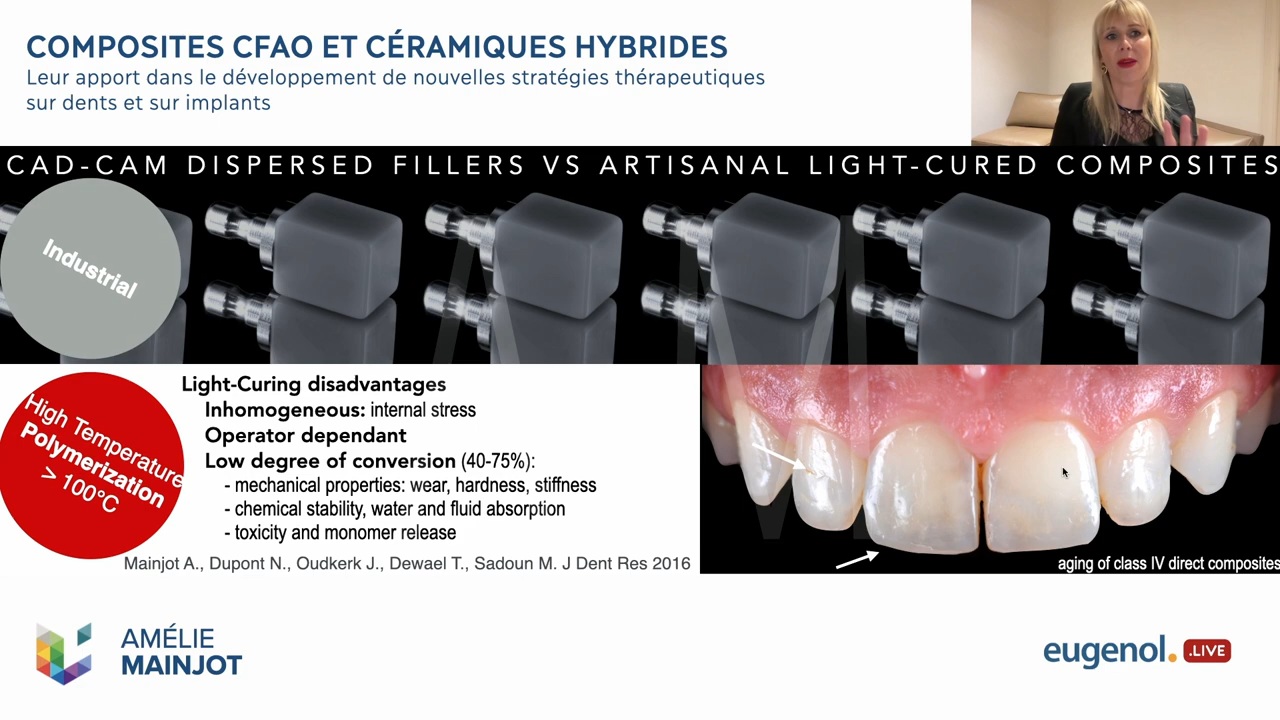 COMPOSITES CFAO ET CÉRAMIQUES HYBRIDES
Leur apport dans le développement de nouvelles stratégies thérapeutiques
sur dents et sur implants
CAD-CAM DISPERSED FILLERS VS ARTISANAL LIGHT-CURED COMPOSITES
Industrial
High Temperature
Polymerization
> 100°C
Light-Curing disadvantages
Inhomogeneous: internal stress
Operator dependant
Low degree of conversion (40-75%):
- mechanical properties: wear, hardness, stiffness
- chemical stability, water and fluid absorption
- toxicity and monomer release
Mainjot A., Dupont N., Oudkerk J., Dewael T., Sadoun M. J Dent Res 2016
aging of class IV direct composites
AMÉLIE
MAINJOT
eugenol. .LIVE